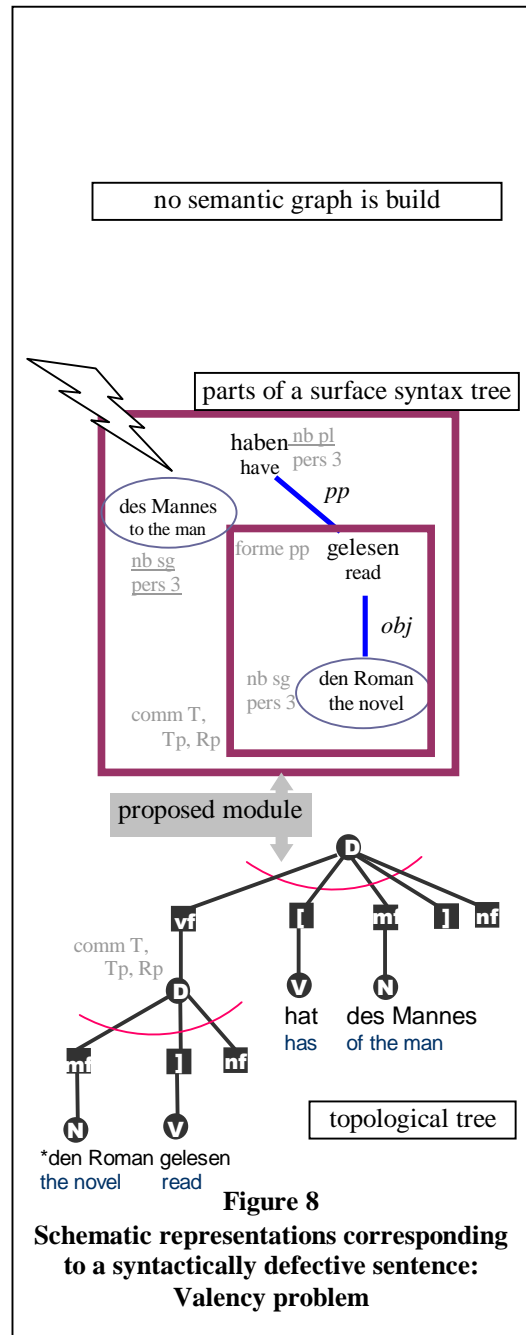 no semantic graph is build
parts of a surface syntax tree
haben nb pl
have pers 3
pp
des Mannes
to the man
nb sg
pers 3
forme pp gelesen
read
obj
nb sg
pers 3
den Roman
the novel
comm T,
Tp, Rp
proposed module
D
vf [ mf ] nf
comm T,
Tp, Rp
D V N
hat des Mannes
has of the man
mf ] nf
N V
topological tree
*den Roman gelesen
the novel read
Figure 8
Schematic representations corresponding
to a syntactically defective sentence:
Valency problem